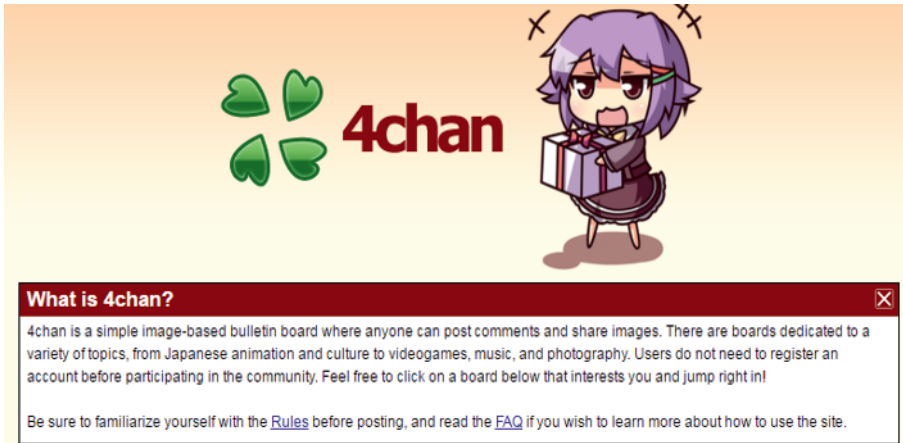 4chan
What is 4chan?
4chan is a simple image-based bulletin board where anyone can post comments and share images. There are boards dedicated to a
variety of topics, from Japanese animation and culture to videogames, music, and photography. Users do not need to register an
account before participating in the community. Feel free to click on a board below that interests you and jump right in!
Be sure to familiarize yourself with the Rules before posting, and read the FAQ if you wish to learn more about how to use the site.